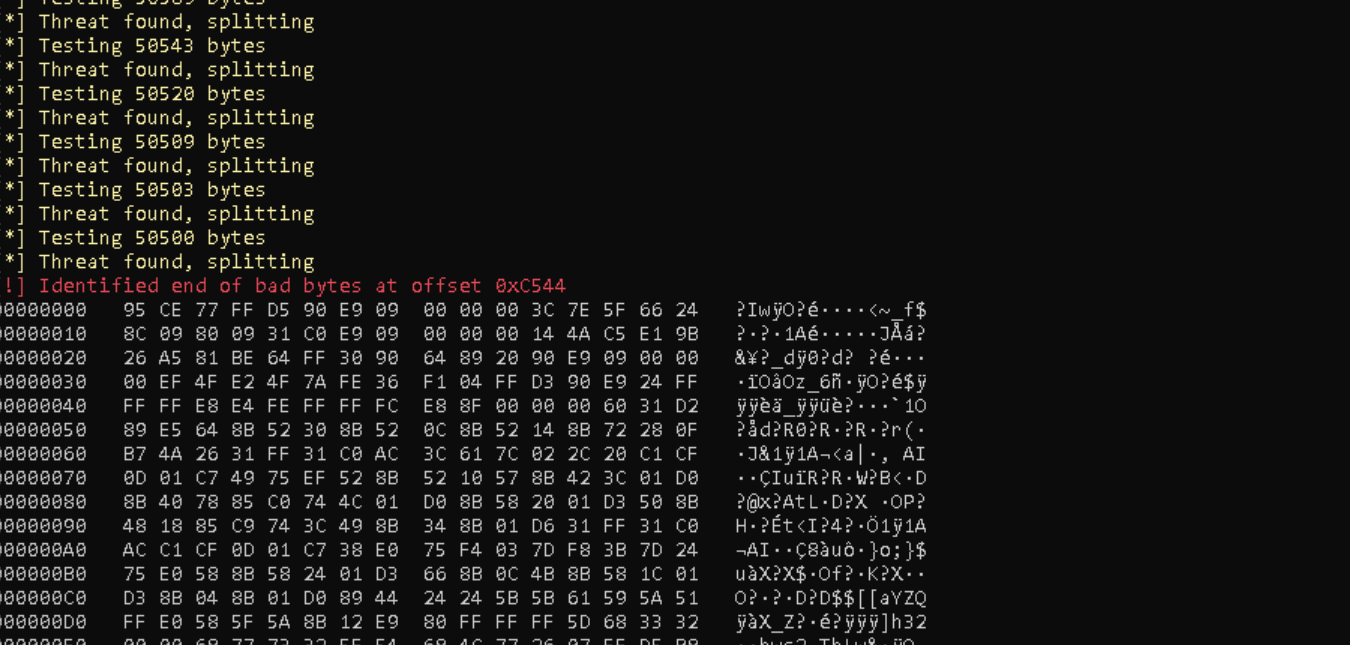 *] Threat found, splitting
*] Testing 50543 bytes
*] Threat found, splitting
*] Testing 50520 bytes
*] Threat found, splitting
*] Testing 50509 bytes
*] Threat found, splitting
*] Testing 50503 bytes
*] Threat found, splitting
*] Testing 50500 bytes
*] Threat found, splitting
!] Identified end of bad bytes at offset 0xC544
00000000 95 CE 77 FF D5 90 E9 09 00 00 00 3C 7E 5F 66 24 ?IwÿO?é····<~_f$
00000010 8C 09 80 09 31 C0 E9 09 00 00 00 14 4A C5 E1 9B ?·?·1Aé·····JÅá?
00000020 26 A5 81 BE 64 FF 30 90 64 89 20 90 E9 09 00 00 &¥?_dÿ0?d? ?é···
00000030 00 EF 4F E2 4F 7A FE 36 F1 04 FF D3 90 E9 24 FF ·ïOâOz_6ñ·ÿO?é$ÿ
00000040 FF FF E8 E4 FE FF FF FC E8 8F 00 00 00 60 31 D2 ÿÿèä_ÿÿüè?···`1O
00000050 89 E5 64 8B 52 30 8B 52 0C 8B 52 14 8B 72 28 0F ?åd?R0?R·?R·?r(·
00000060 B7 4A 26 31 FF 31 C0 AC 3C 61 7C 02 2C 20 C1 CF ·J&1ÿ1A¬<a|·, AI
00000070 0D 01 C7 49 75 EF 52 8B 52 10 57 8B 42 3C 01 D0 ··ÇIuïR?R·W?B<·D
00000080 8B 40 78 85 C0 74 4C 01 D0 8B 58 20 01 D3 50 8B ?@x?AtL·D?X ·OP?
00000090 48 18 85 C9 74 3C 49 8B 34 8B 01 D6 31 FF 31 C0 H·?Ét<I?4?·Ö1ÿ1A
000000A0 AC C1 CF 0D 01 C7 38 E0 75 F4 03 7D F8 3B 7D 24 ¬AI··Ç8àuô·}o;}$
000000B0 75 E0 58 8B 58 24 01 D3 66 8B 0C 4B 8B 58 1C 01 uàX?X$·Of?·K?X··
000000C0 D3 8B 04 8B 01 D0 89 44 24 24 5B 5B 61 59 5A 51 O?·?·D?D$$[[aYZQ
000000D0 FF E0 58 5F 5A 8B 12 E9 80 FF FF FF 5D 68 33 32 ÿàX_Z?·é?ÿÿÿ]h32